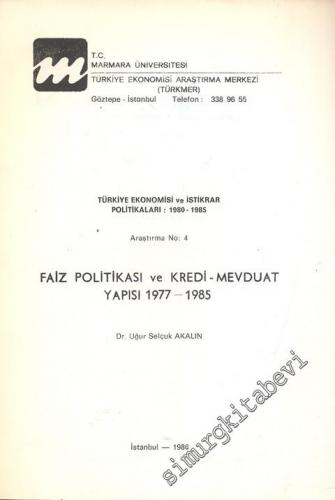 T.C.
MARMARA ÜNİVERSİTESİ
TÜRKİYE EKONOMİSİ ARAŞTIRMA MERKEZİ
(TÜRKMER)
Göztepe - İstanbul Telefon : 338 96 55
TÜRKİYE EKONOMİSİ ve İSTİKRAR
POLİTİKALARI : 1980 - 1985
Araştırma No: 4
FAİZ POLİTİKASI ve KREDİ - MEVDUAT
YAPISI 1977 — 1985
Dr. Uğur Selçuk AKALIN
İstanbul — 1986
simurgkitabevi